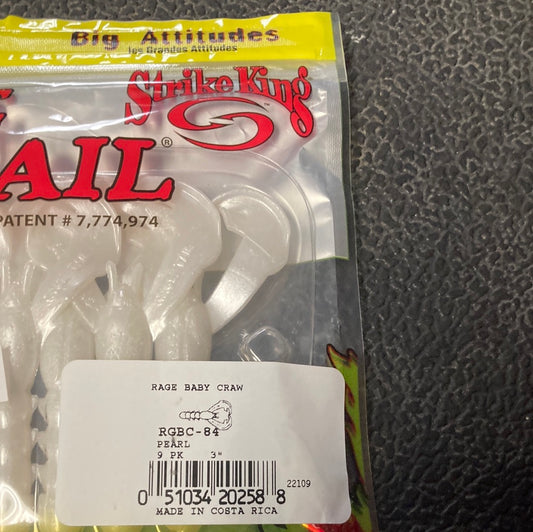 Big Attitudes
les Grandes Attitudes
Strike King
™
AIL®
PATENT # 7,774,974
RAGE BABY CRAW
RGBC-84
PEARL
9 PK 3"
22109
0 51034 20258 8
MADE IN COSTA RICA